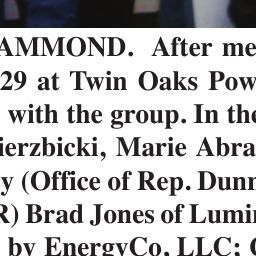 AMMOND. After me
29 at Twin Oaks Pow
with the group. In the
ierzbicki, Marie Abra
y (Office of Rep. Dunn
R) Brad Jones of Lumin
by EnergyCo, LLC; C